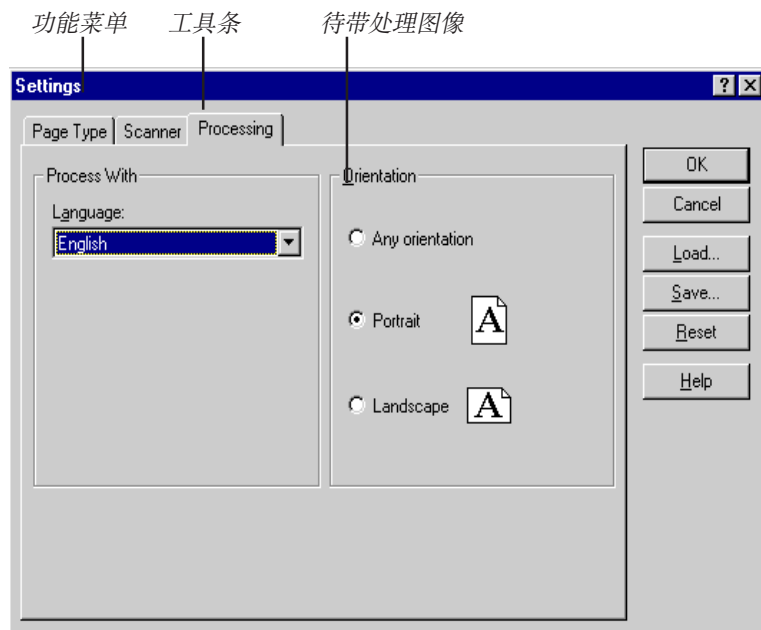 功能菜单 工具条 待带处理图像
Settings
Page Type Scanner Processing
Process With
Language:
English
Orientation
Any orientation
Portrait A
Landscape A
OK
Cancel
Load...
Save...
Reset
Help